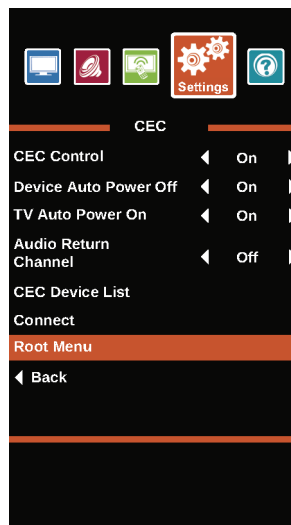 Settings
CEC
CEC Control On
Device Auto Power Off On
TV Auto Power On On
Audio Return
Channel Off
CEC Device List
Connect
Root Menu
Back